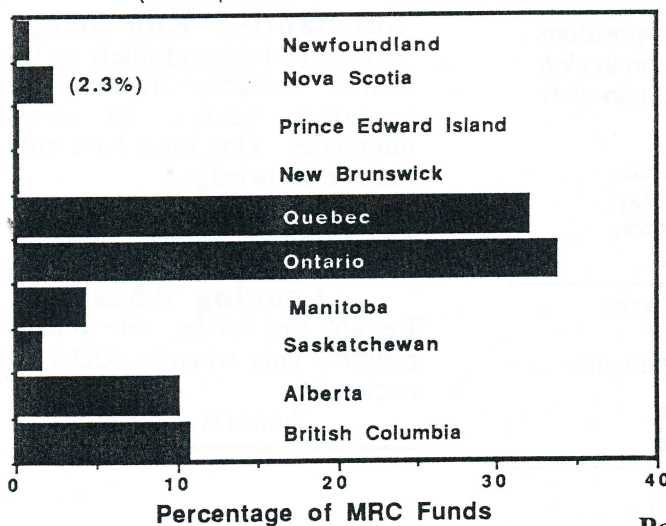 Newfoundland
(2.3%) Nova Scotia
Prince Edward Island
New Brunswick
Quebec
Ontario
Manitoba
Saskatchewan
Alberta
British Columbia
0 10 20 30 40
Percentage of MRC Funds